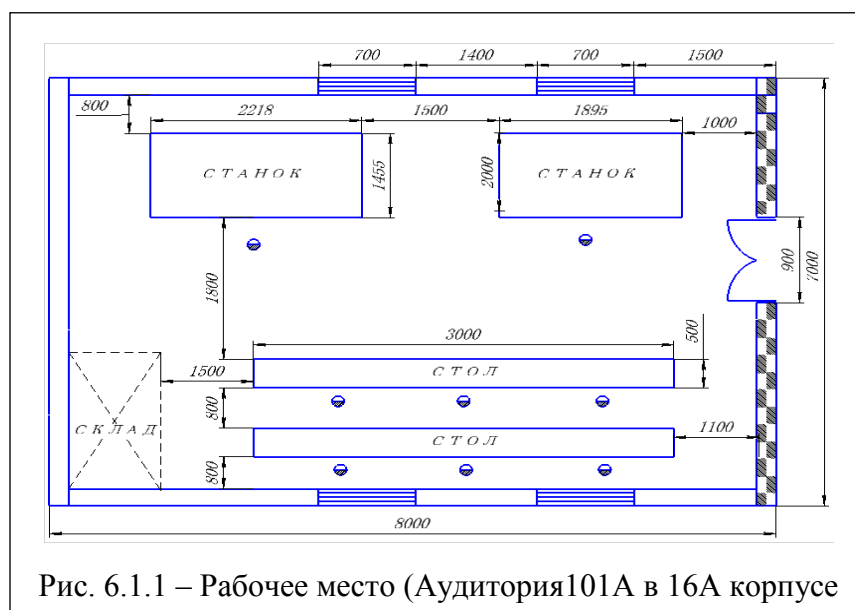 700 1400 700 1500
800 2218 1500 1895 1000
СТАНОК 1455 2000 СТАНОК
1800 900 7000
3000 500
1500 СТОЛ
СКЛАД 800 СТОЛ 1100
800
8000
Рис. 6.1.1 – Рабочее место (Аудитория101А в 16А корпусе